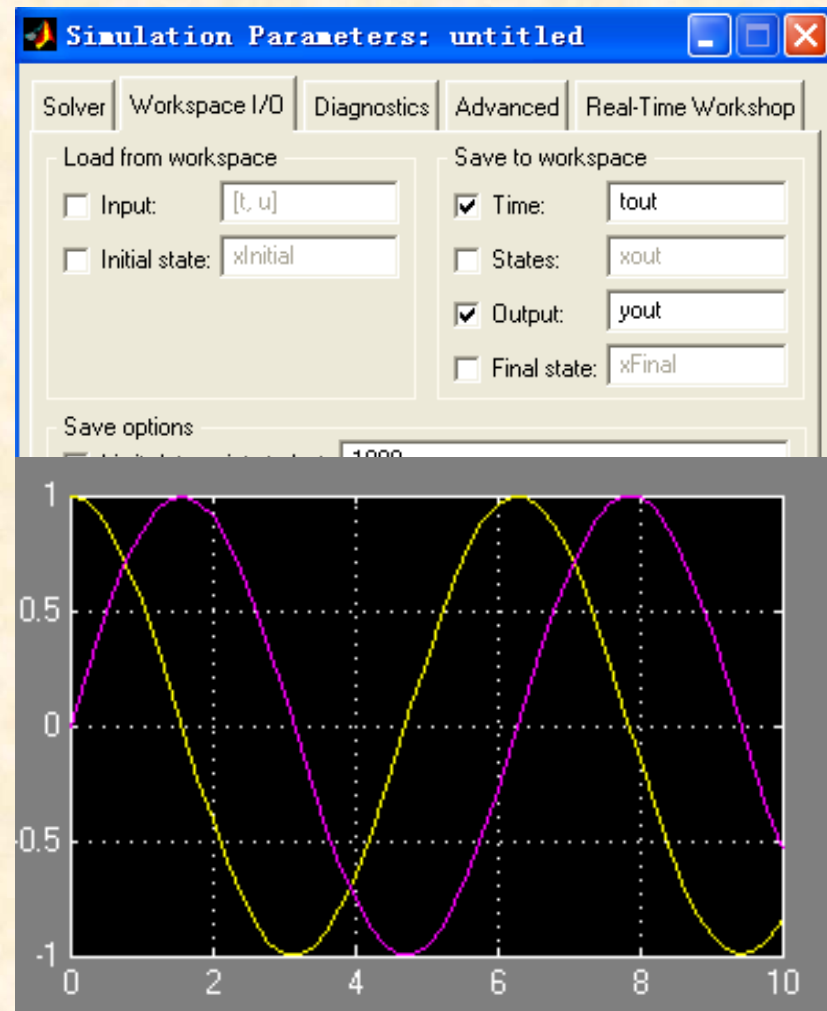 Simulation Parameters: untitled
Solver Workspace I/O Diagnostics Advanced Real-Time Workshop
Load from workspace
Input: [t, u]
Initial state: xInitial
Save to workspace
Time: tout
States: xout
Output: yout
Final state: xFinal
Save options
1000
1
0.5
0
-0.5
-1
0 2 4 6 8 10